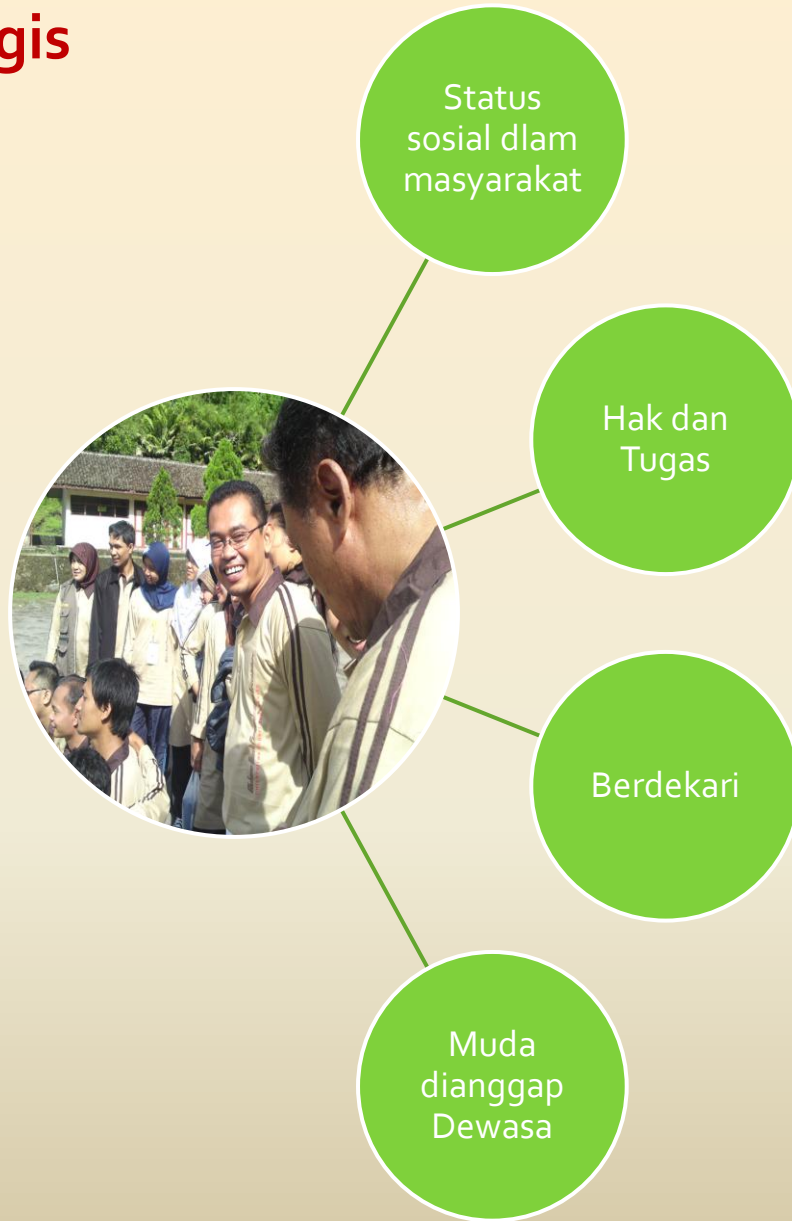 gis
Status
sosial dlam
masyarakat
Hak dan
Tugas
Berdekari
Muda
dianggap
Dewasa